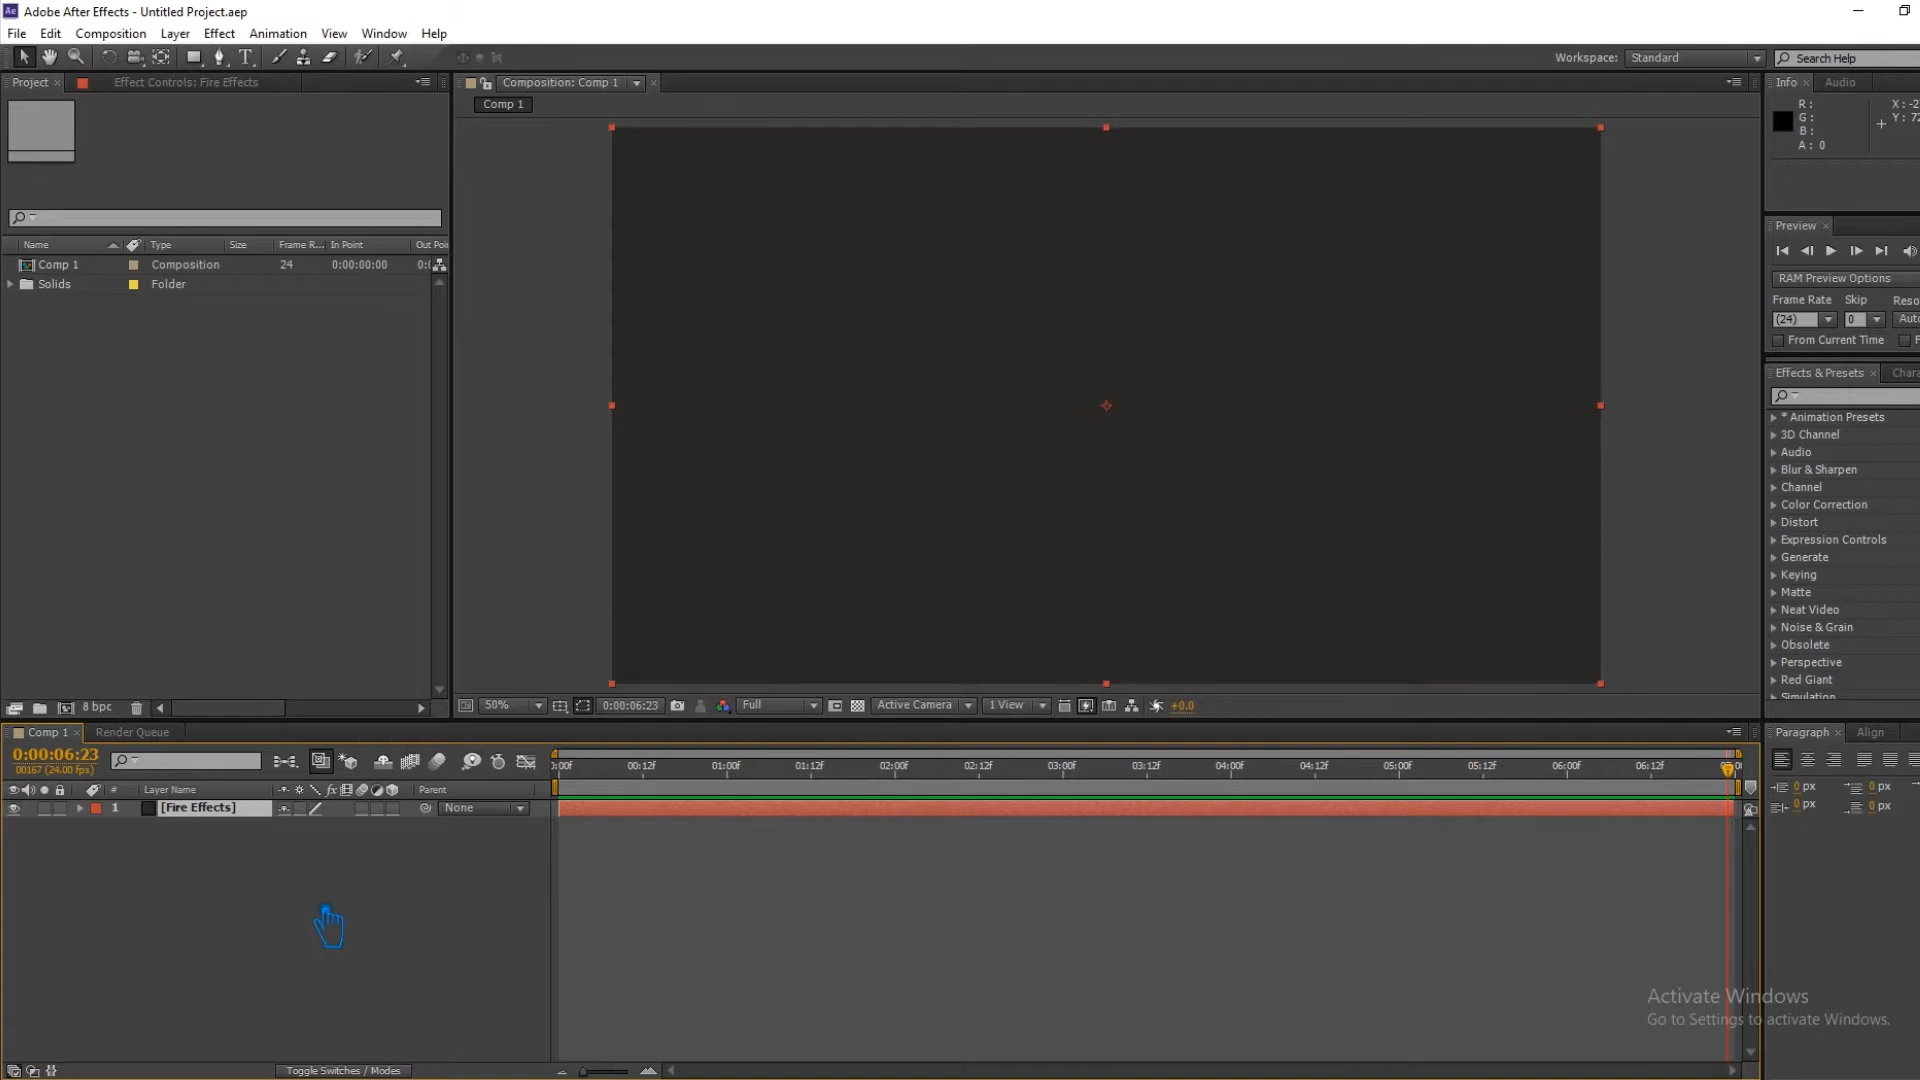 Adobe After Effects - Untitled Project.aep
File Edit Composition Layer Effect Animation View Window Help
Workspace: Standard Search Help
Project Effect Controls: Fire Effects
Composition: Comp 1
Comp 1
Info Audio
R:
G:
B:
A: 0
X: -2
Y: 72
Name Type Size Frame R... In Point Out Poi
Comp 1 Composition 24 0:00:00:00 0:(
Solids Folder
Preview
RAM Preview Options
Frame Rate Skip Reso
(24) 0 Auto
From Current Time F
Effects & Presets Chara
* Animation Presets
3D Channel
Audio
Blur & Sharpen
Channel
Color Correction
Distort
Expression Controls
Generate
Keying
Matte
Neat Video
Noise & Grain
Obsolete
Perspective
Red Giant
Simulation
8 bpc
50% 0:00:06:23 Full Active Camera 1 View +0.0
Comp 1 Render Queue
0:00:06:23
00167 (24.00 fps)
:00f 00:12f 01:00f 01:12f 02:00f 02:12f 03:00f 03:12f 04:00f 04:12f 05:00f 05:12f 06:00f 06:12f
# Layer Name Parent
1 [Fire Effects] None
Paragraph Align
0 px 0 px
0 px 0 px
Activate Windows
Go to Settings to activate Windows.
Toggle Switches / Modes